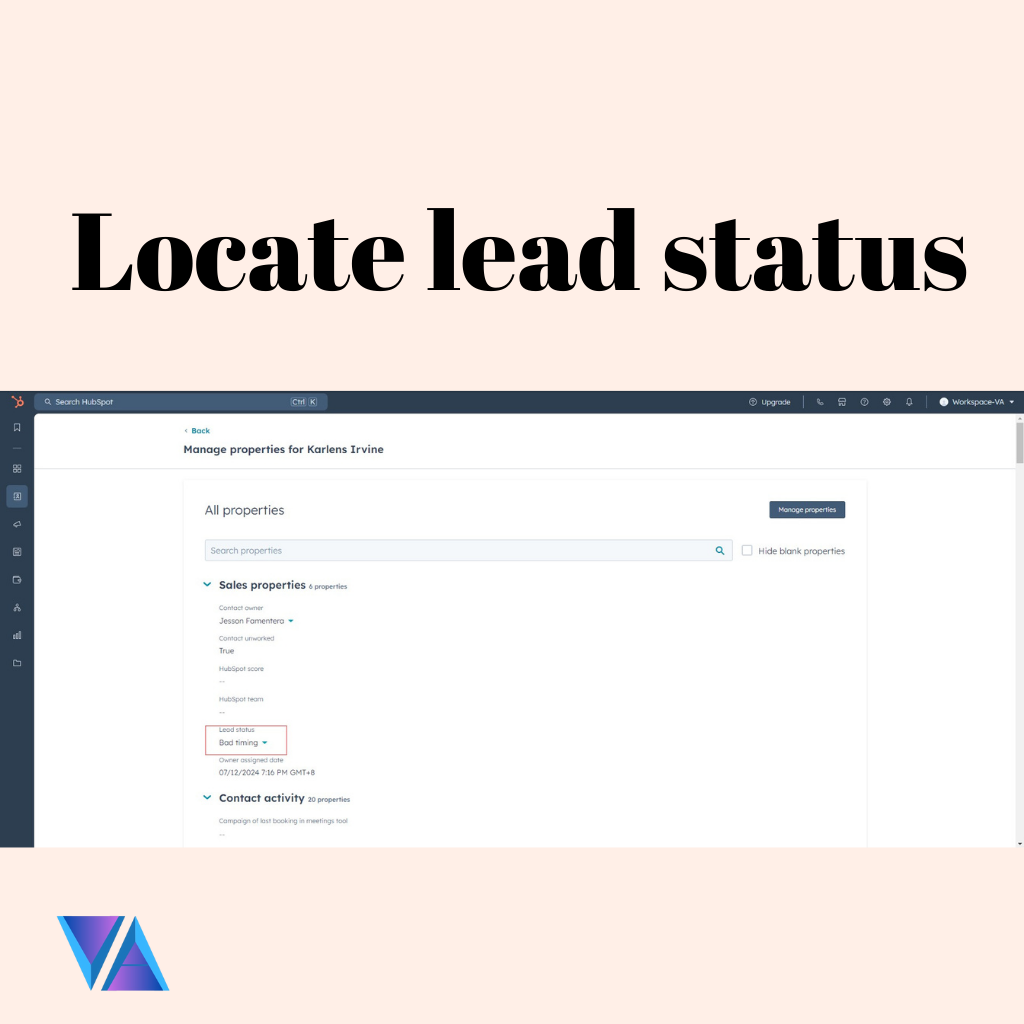 Locate lead status
Search HubSpot
Ctrl K
Upgrade
Workspace-VA
Back
Manage properties for Karlens Irvine
All properties
Manage properties
Search properties
Hide blank properties
Sales properties 6 properties
Contact owner
Jesson Famentera
Contact unworked
True
HubSpot score
--
HubSpot team
--
Lead status
Bad timing
Owner assigned date
07/12/2024 7:16 PM GMT+8
Contact activity 20 properties
Campaign of last booking in meetings tool
--
VA